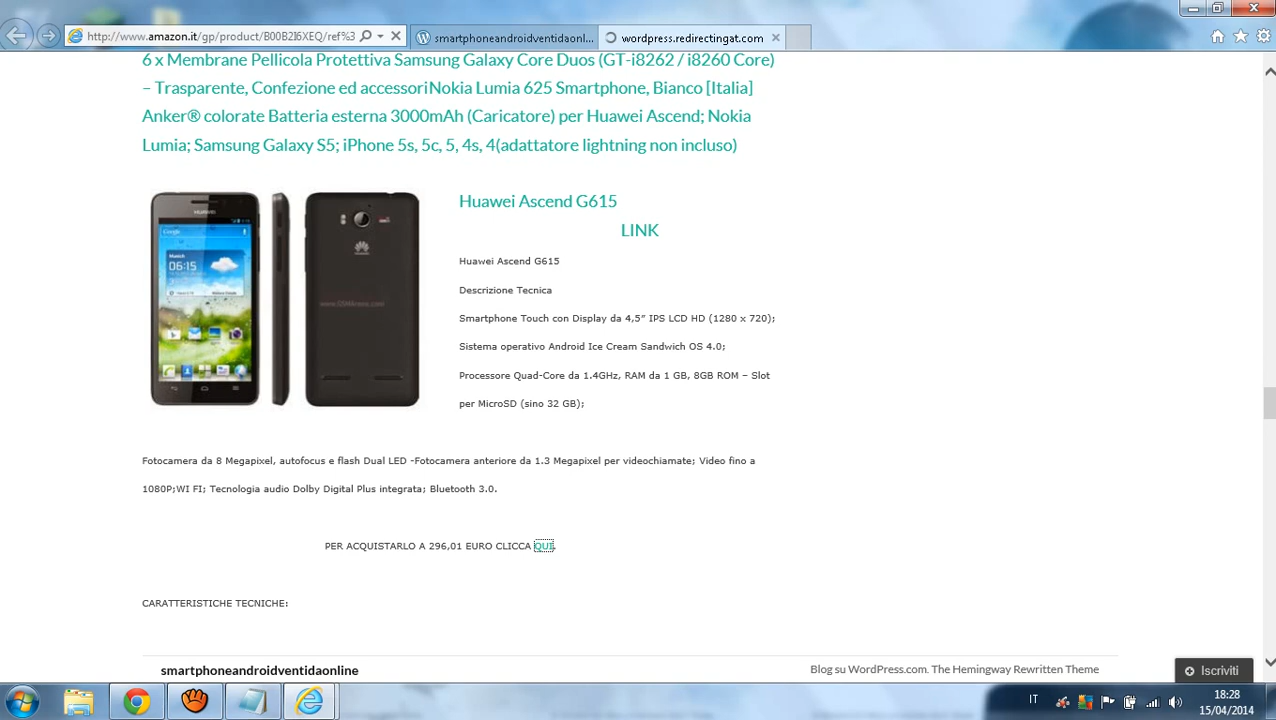 http://www.amazon.it/gp/product/B00B2I6XEQ/ref%3
smartphoneandroidventidaonl...
wordpress.redirectingat.com
6 x Membrane Pellicola Protettiva Samsung Galaxy Core Duos (GT-i8262 / i8260 Core)
– Trasparente, Confezione ed accessoriNokia Lumia 625 Smartphone, Bianco [Italia]
Anker® colorate Batteria esterna 3000mAh (Caricatore) per Huawei Ascend; Nokia
Lumia; Samsung Galaxy S5; iPhone 5s, 5c, 5, 4s, 4(adattatore lightning non incluso)
HUAWEI
Google
Munich
06:15
www.GSMArena.com
Huawei Ascend G615
LINK
Huawei Ascend G615
Descrizione Tecnica
Smartphone Touch con Display da 4,5” IPS LCD HD (1280 x 720);
Sistema operativo Android Ice Cream Sandwich OS 4.0;
Processore Quad-Core da 1.4GHz, RAM da 1 GB, 8GB ROM – Slot
per MicroSD (sino 32 GB);
Fotocamera da 8 Megapixel, autofocus e flash Dual LED -Fotocamera anteriore da 1.3 Megapixel per videochiamate; Video fino a
1080P;WI FI; Tecnologia audio Dolby Digital Plus integrata; Bluetooth 3.0.
PER ACQUISTARLO A 296,01 EURO CLICCA QUI.
CARATTERISTICHE TECNICHE:
smartphoneandroidventidaonline
Blog su WordPress.com. The Hemingway Rewritten Theme
Iscriviti
IT
18:28
15/04/2014